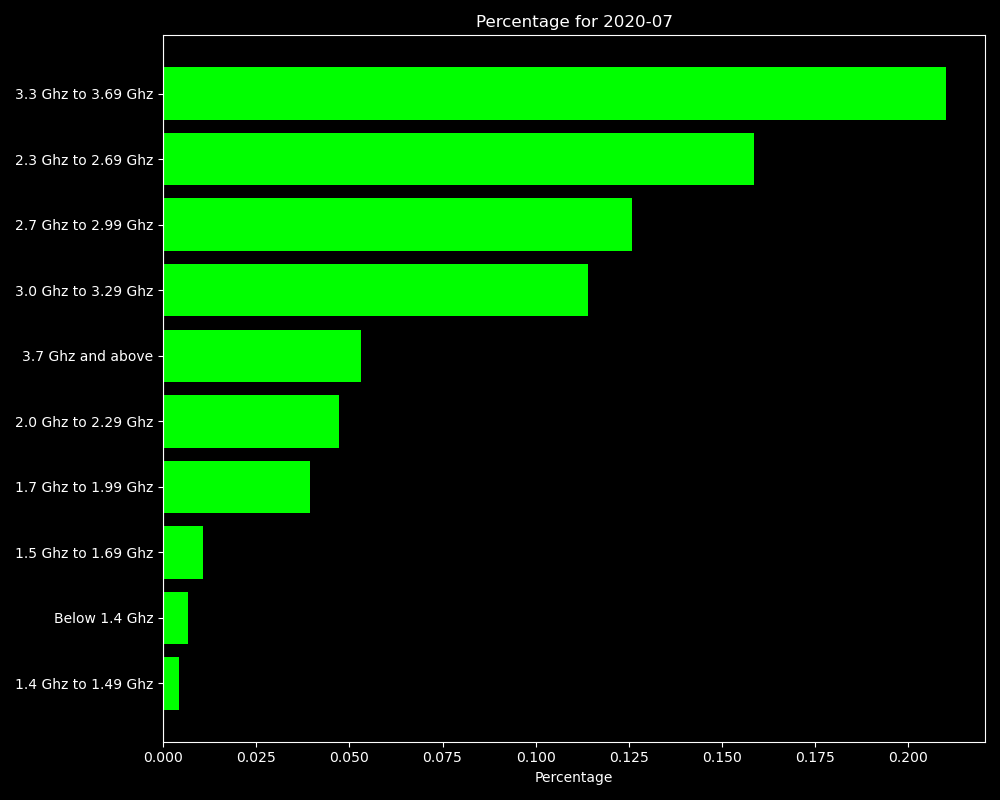 Percentage for 2020-07
3.3 Ghz to 3.69 Ghz
2.3 Ghz to 2.69 Ghz
2.7 Ghz to 2.99 Ghz
3.0 Ghz to 3.29 Ghz
3.7 Ghz and above
2.0 Ghz to 2.29 Ghz
1.7 Ghz to 1.99 Ghz
1.5 Ghz to 1.69 Ghz
Below 1.4 Ghz
1.4 Ghz to 1.49 Ghz
0.000 0.025 0.050 0.075 0.100 0.125 0.150 0.175 0.200
Percentage